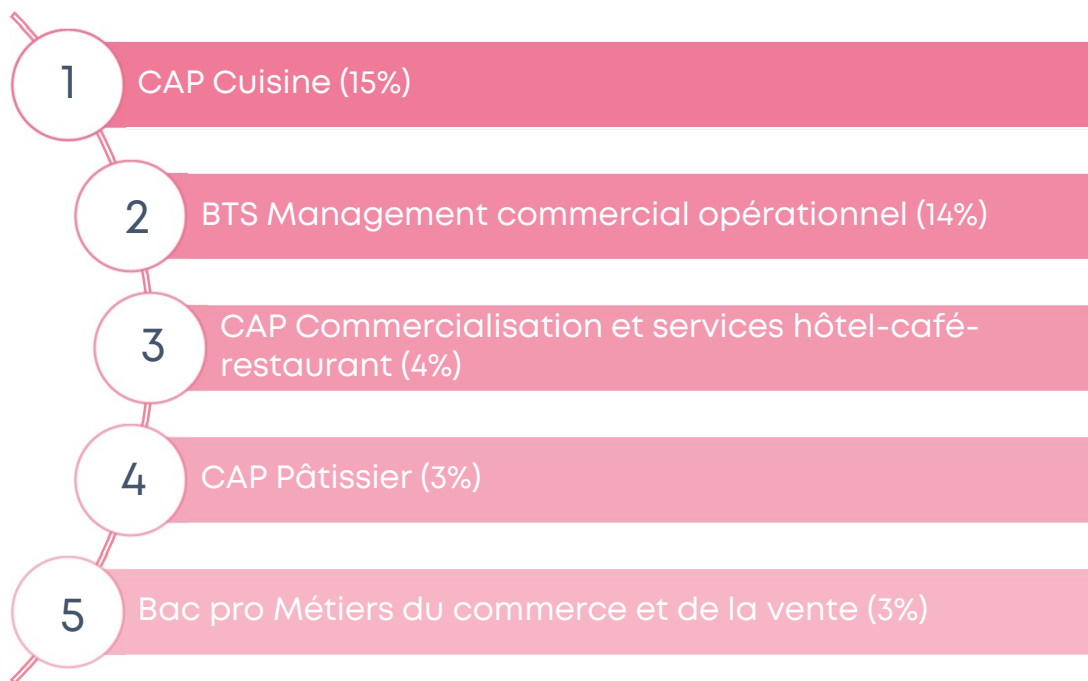 1
CAP Cuisine (15%)
2
BTS Management commercial opérationnel (14%)
3
CAP Commercialisation et services hôtel-café-
restaurant (4%)
4
CAP Pâtissier (3%)
5
Bac pro Métiers du commerce et de la vente (3%)